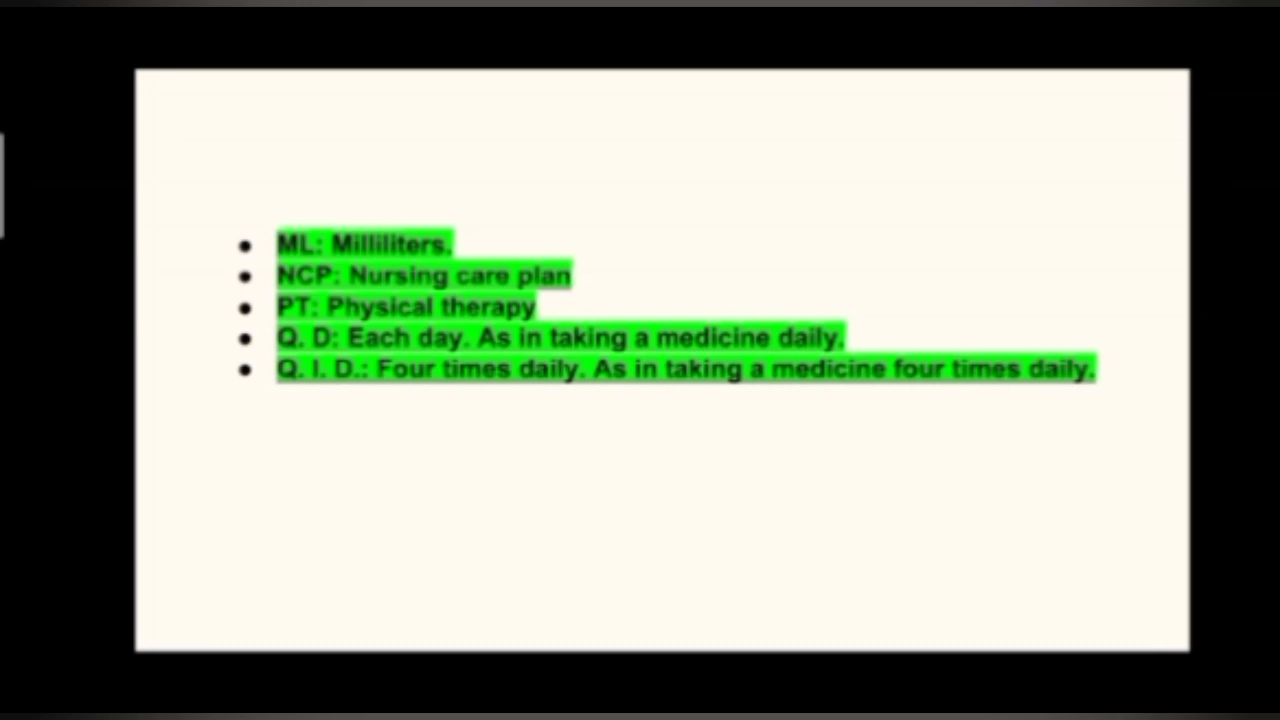 ML: Milliliters.
NCP: Nursing care plan
PT: Physical therapy
Q. D: Each day. As in taking a medicine daily.
Q. I. D.: Four times daily. As in taking a medicine four times daily.